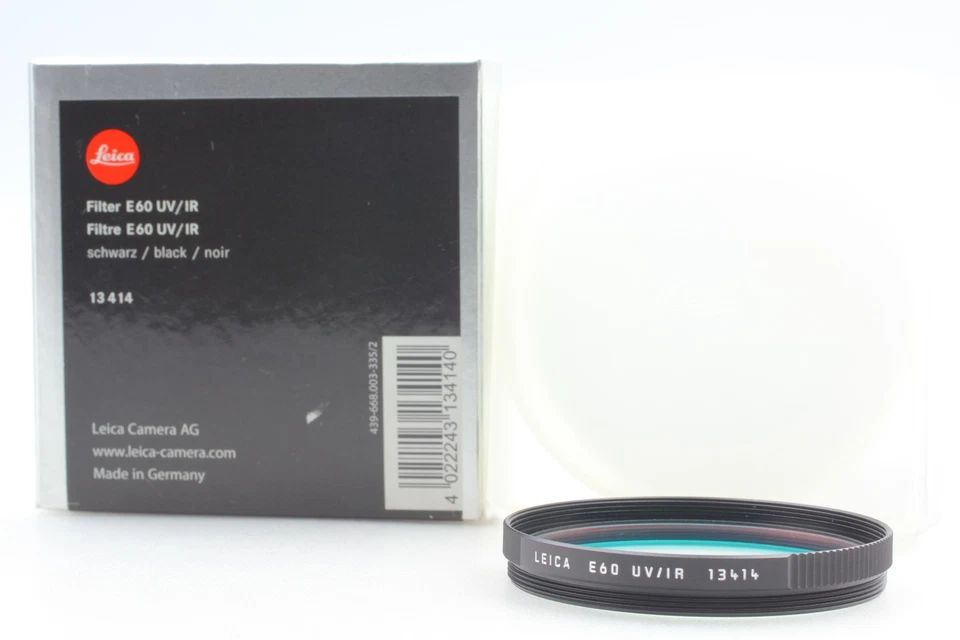 Leica
Filter E60 UV/IR
Filtre E60 UV/IR
schwarz / black / noir
13 414
Leica Camera AG
www.leica-camera.com
Made in Germany
439-668.003-335/2
4 022243 134140
LEICA E60 UV/IR 13414